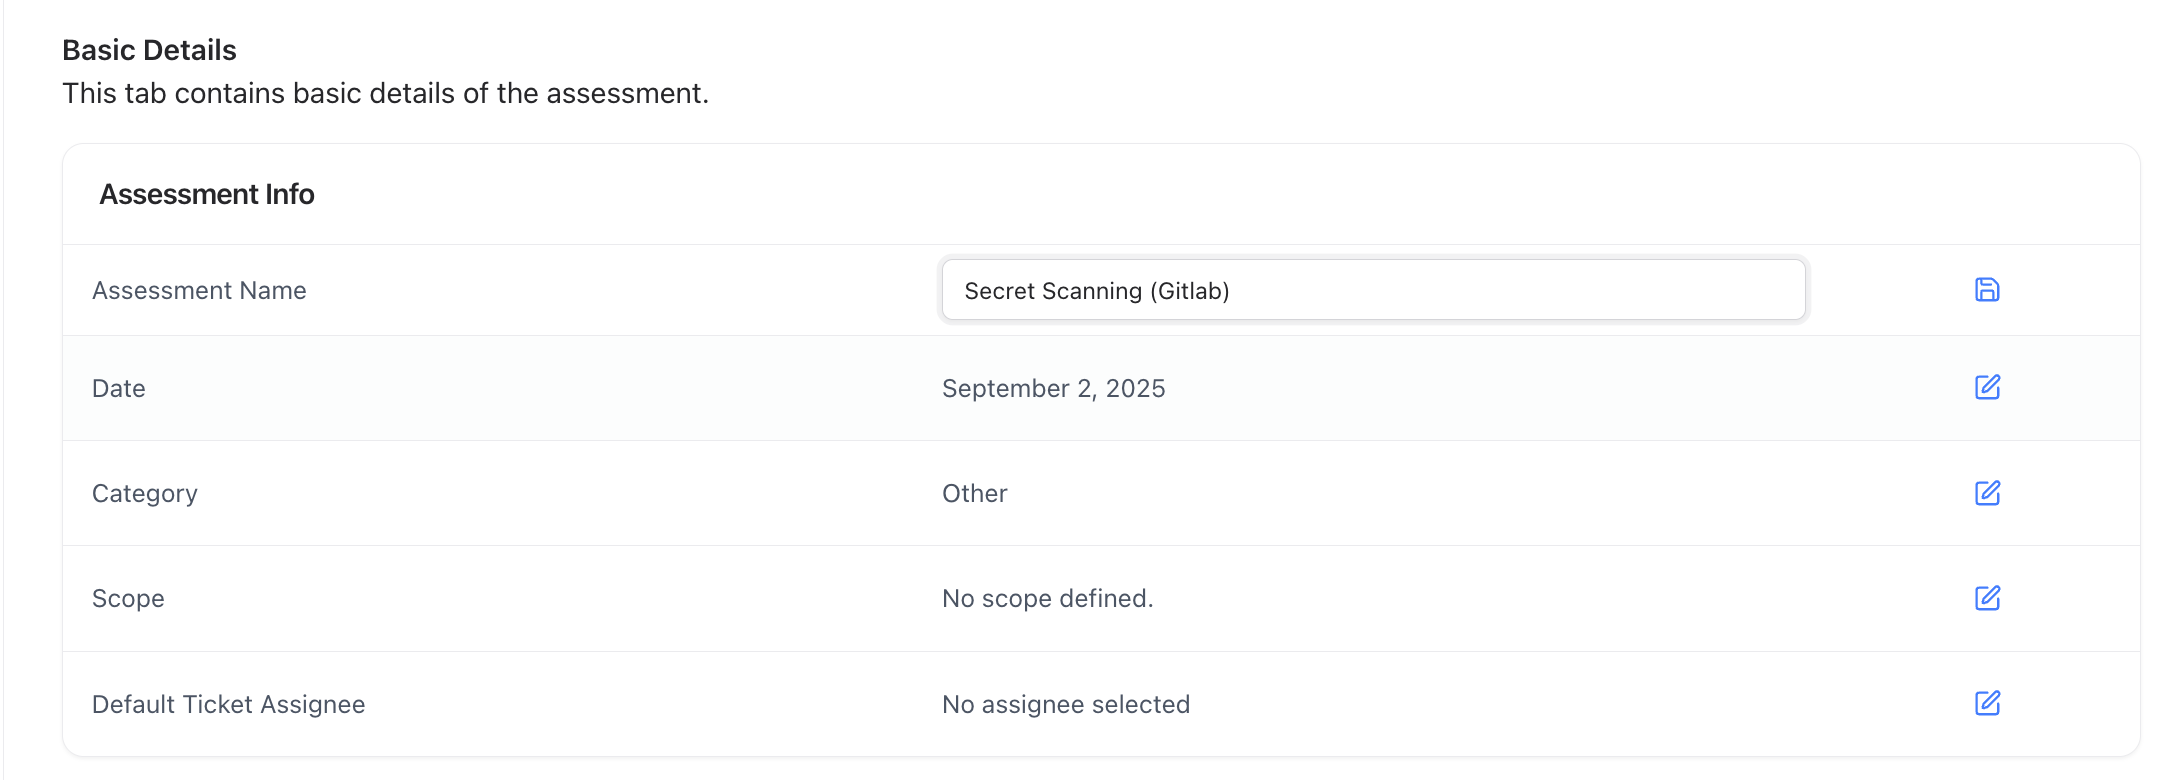 Basic Details
This tab contains basic details of the assessment.
Assessment Info
Assessment Name
Secret Scanning (Gitlab)
Date
September 2, 2025
Category
Other
Scope
No scope defined.
Default Ticket Assignee
No assignee selected